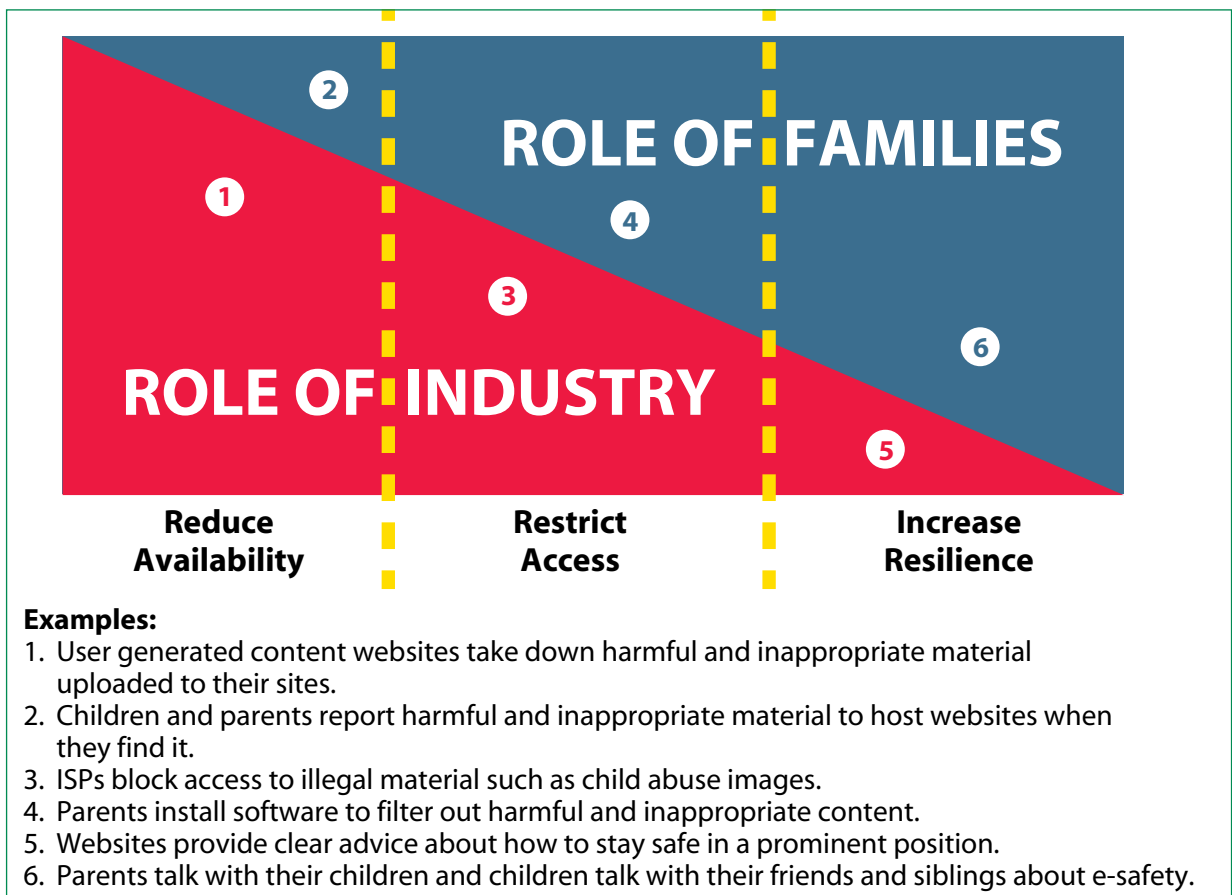 2
ROLE OF FAMILIES
1
4
3
6
ROLE OF INDUSTRY
5
Reduce
Availability
Restrict
Access
Increase
Resilience
Examples:
1. User generated content websites take down harmful and inappropriate material
uploaded to their sites.
2. Children and parents report harmful and inappropriate material to host websites when
they find it.
3. ISPs block access to illegal material such as child abuse images.
4. Parents install software to filter out harmful and inappropriate content.
5. Websites provide clear advice about how to stay safe in a prominent position.
6. Parents talk with their children and children talk with their friends and siblings about e-safety.